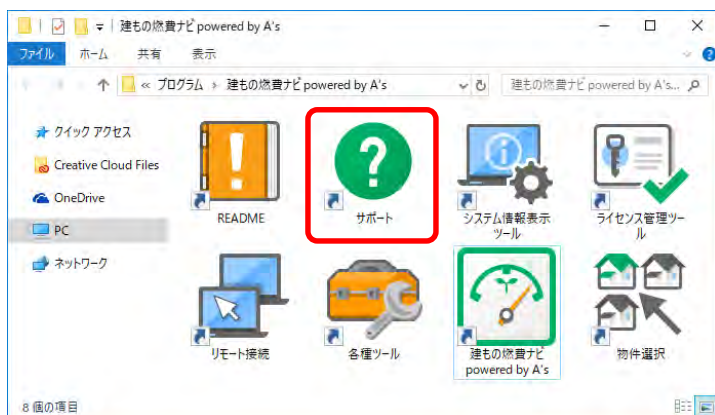 建もの燃費ナビ powered by A's
ファイル ホーム 共有 表示
« プログラム › 建もの燃費ナビ powered by A's
建もの燃費ナビ powered by A's...
クイック アクセス
Creative Cloud Files
OneDrive
PC
ネットワーク
README
サポート
システム情報表示
ツール
ライセンス管理ツー
ル
リモート接続
各種ツール
建もの燃費ナビ
powered by A's
物件選択
8 個の項目